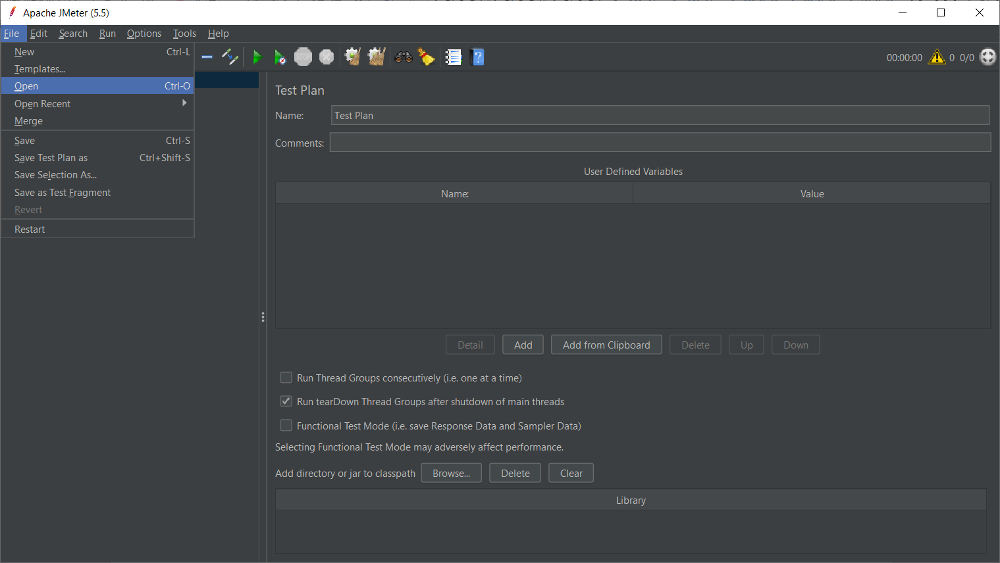 Apache JMeter (5.5)
File Edit Search Run Options Tools Help
New Ctrl-L
Templates...
Open Ctrl-O
Open Recent
Merge
Save Ctrl-S
Save Test Plan as Ctrl+Shift-S
Save Selection As...
Save as Test Fragment
Revert
Restart
STOP
00:00:00 0 0/0
Test Plan
Name: Test Plan
Comments:
User Defined Variables
Name: Value
Detail Add Add from Clipboard Delete Up Down
Run Thread Groups consecutively (i.e. one at a time)
Run tearDown Thread Groups after shutdown of main threads
Functional Test Mode (i.e. save Response Data and Sampler Data)
Selecting Functional Test Mode may adversely affect performance.
Add directory or jar to classpath Browse... Delete Clear
Library